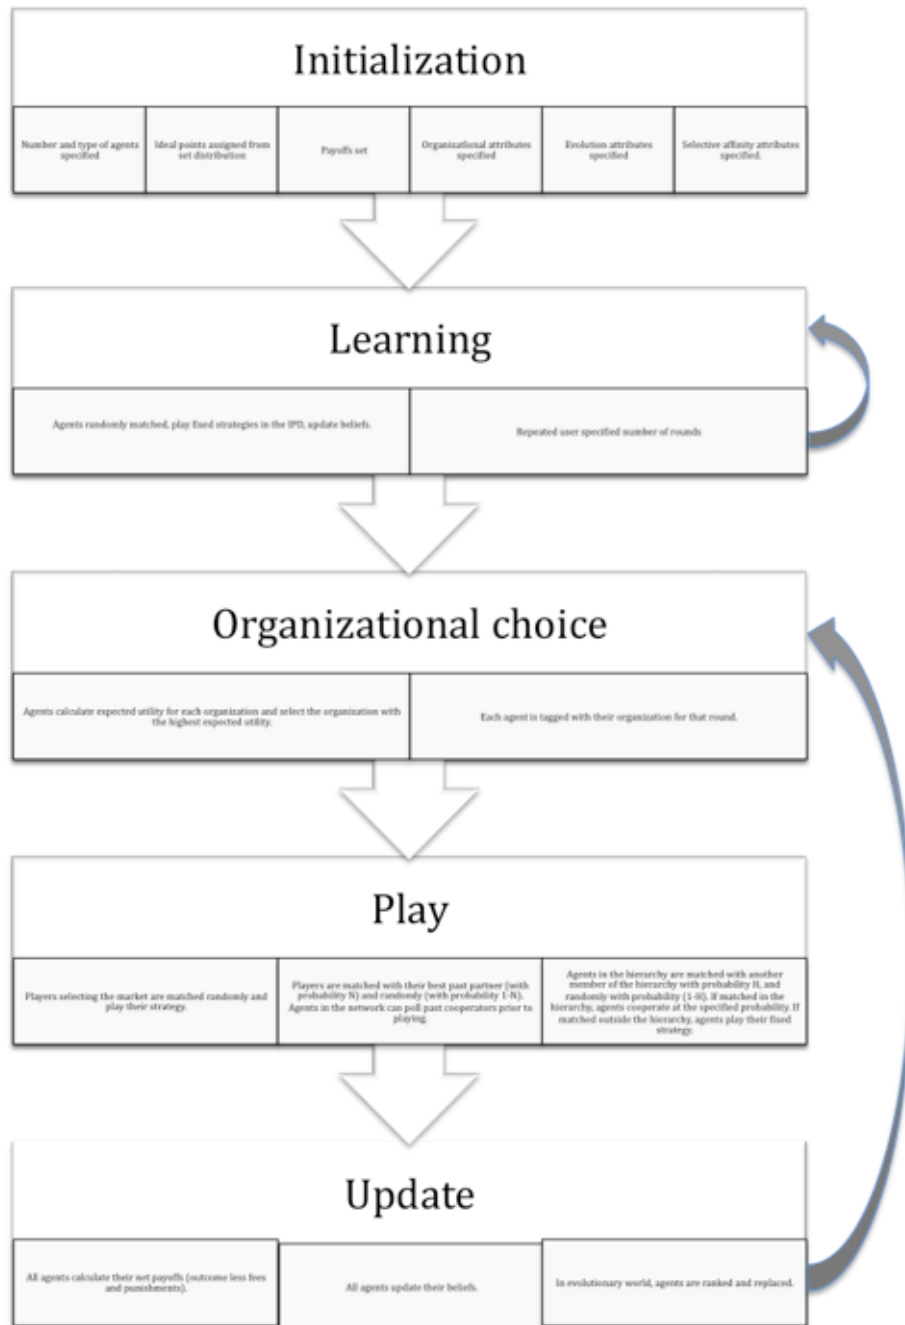 Initialization
Number and type of agents
specified
Ideal points assigned from
set distribution
Payoffs set
Organizational attributes
specified
Evolution attributes
specified
Selective affinity attributes
specified.
Learning
Agents randomly matched, play fixed strategies in the IPD, update beliefs.
Repeated user specified number of rounds
Organizational choice
Agents calculate expected utility for each organization and select the organization with
the highest expected utility.
Each agent is tagged with their organization for that round.
Play
Players selecting the market are matched randomly and
play their strategy.
Players are matched with their best past partner (with
probability N) and randomly (with probability 1-N).
Agents in the network can poll past cooperators prior to
playing.
Agents in the hierarchy are matched with another
member of the hierarchy with probability H, and
randomly with probability (1-H). If matched in the
hierarchy, agents cooperate at the specified probability. If
matched outside the hierarchy, agents play their fixed
strategy.
Update
All agents calculate their net payoffs (outcome less fees
and punishments).
All agents update their beliefs.
In evolutionary world, agents are ranked and replaced.